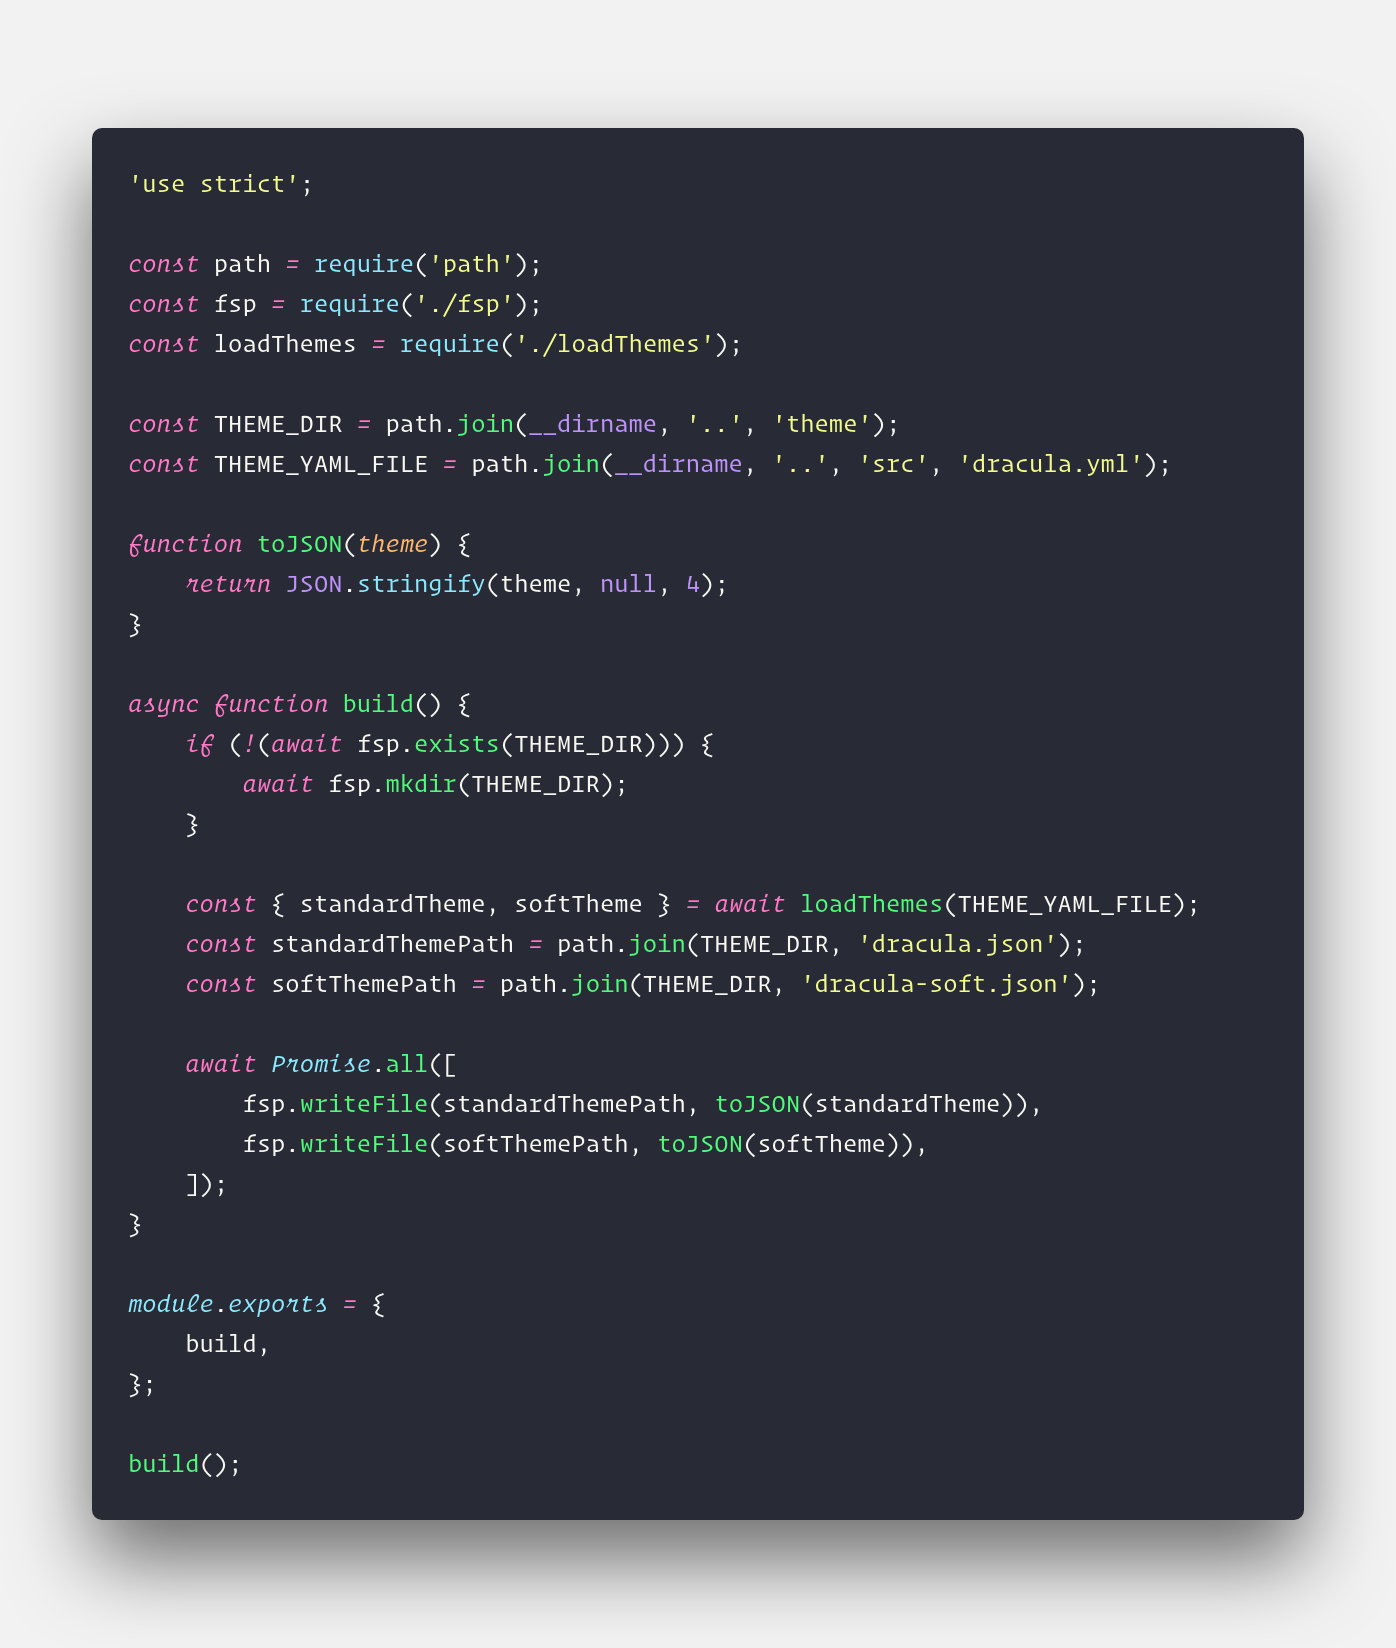 'use strict';

const path = require('path');
const fsp = require('./fsp');
const loadThemes = require('./loadThemes');

const THEME_DIR = path.join(__dirname, '..', 'theme');
const THEME_YAML_FILE = path.join(__dirname, '..', 'src', 'dracula.yml');

function toJSON(theme) {
    return JSON.stringify(theme, null, 4);
}

async function build() {
    if (!(await fsp.exists(THEME_DIR))) {
        await fsp.mkdir(THEME_DIR);
    }

    const { standardTheme, softTheme } = await loadThemes(THEME_YAML_FILE);
    const standardThemePath = path.join(THEME_DIR, 'dracula.json');
    const softThemePath = path.join(THEME_DIR, 'dracula-soft.json');

    await Promise.all([
        fsp.writeFile(standardThemePath, toJSON(standardTheme)),
        fsp.writeFile(softThemePath, toJSON(softTheme)),
    ]);
}

module.exports = {
    build,
};

build();